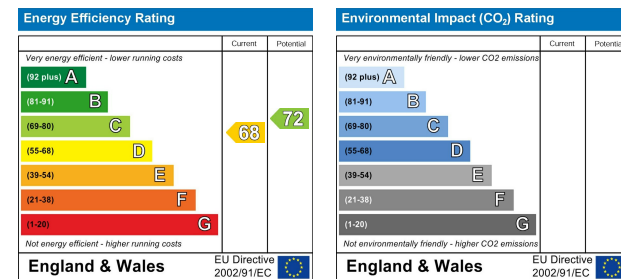 Energy Efficiency Rating
Current Potential
Very energy efficient - lower running costs
(92 plus) A
(81-91) B
(69-80) C
(55-68) D
(39-54) E
(21-38) F
(1-20) G
68
72
Not energy efficient - higher running costs
England & Wales
EU Directive
2002/91/EC
Environmental Impact (CO₂) Rating
Current Potential
Very environmentally friendly - lower CO2 emissions
(92 plus) A
(81-91) B
(69-80) C
(55-68) D
(39-54) E
(21-38) F
(1-20) G
Not environmentally friendly - higher CO2 emissions
England & Wales
EU Directive
2002/91/EC